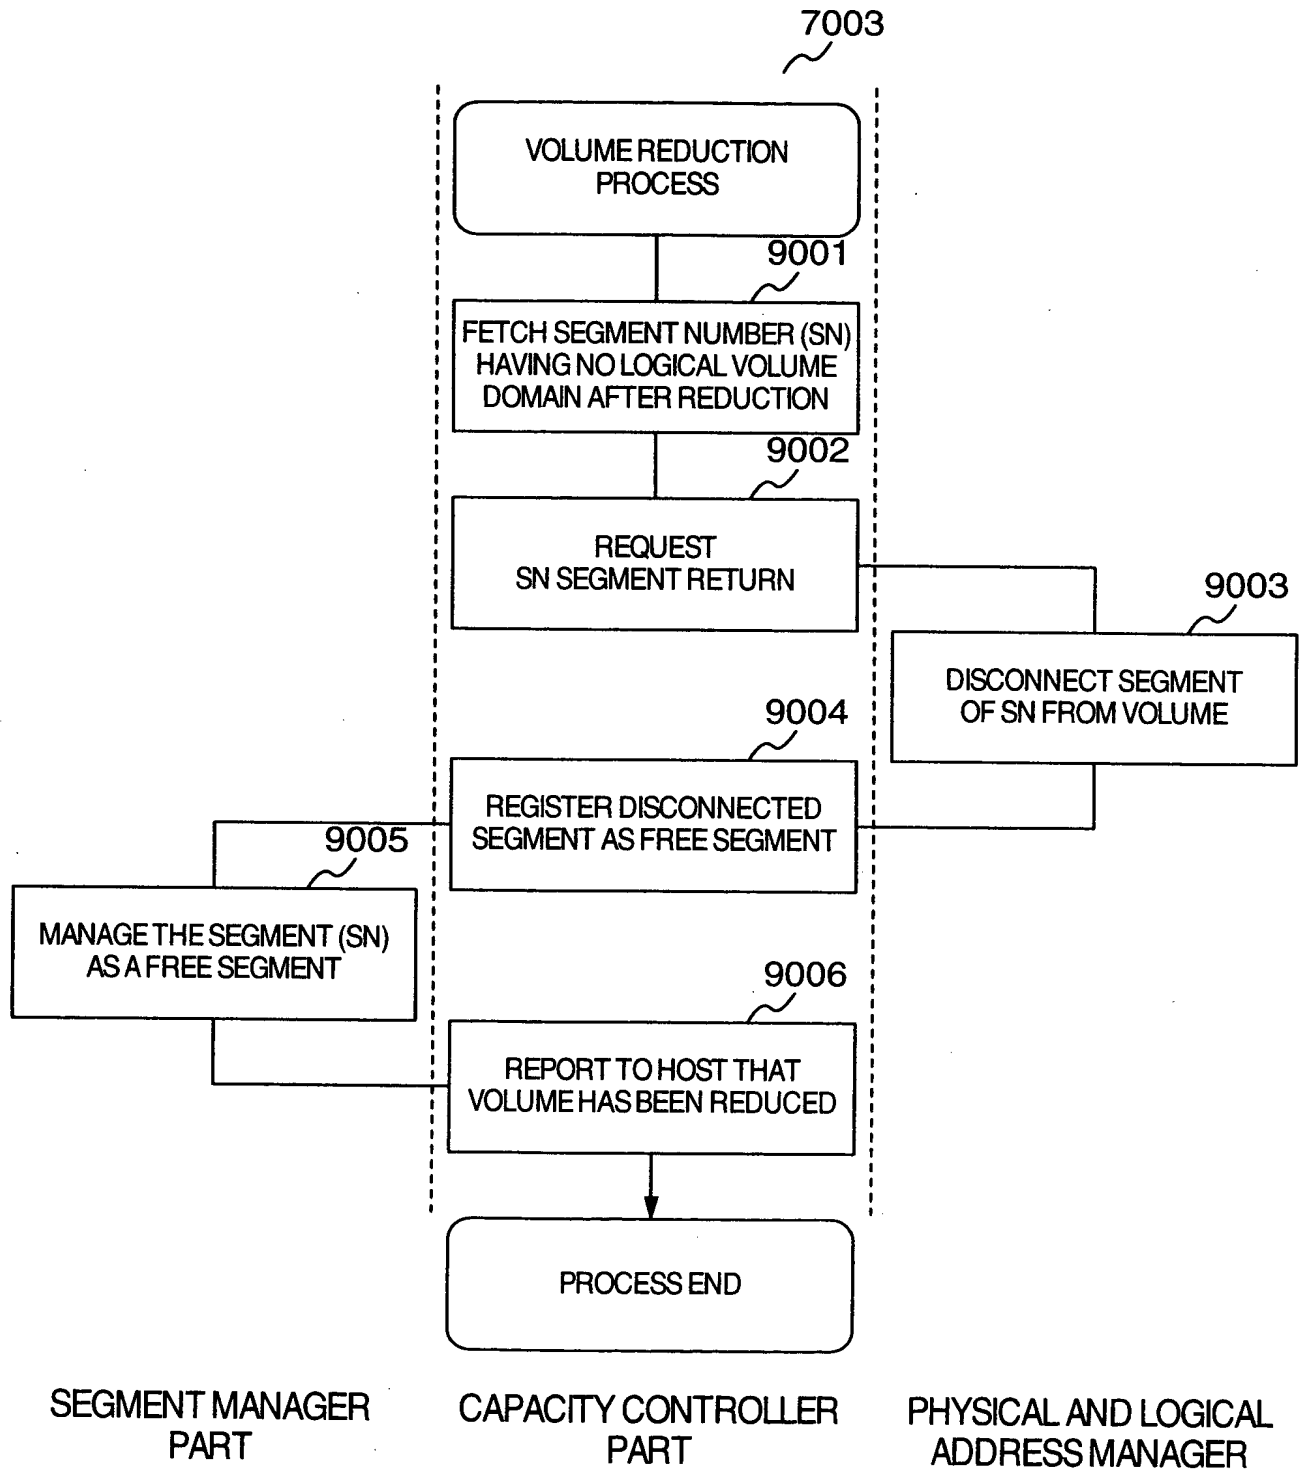 7003
VOLUME REDUCTION
PROCESS
9001
FETCH SEGMENT NUMBER (SN)
HAVING NO LOGICAL VOLUME
DOMAIN AFTER REDUCTION
9002
REQUEST
SN SEGMENT RETURN
9003
DISCONNECT SEGMENT
OF SN FROM VOLUME
9004
REGISTER DISCONNECTED
SEGMENT AS FREE SEGMENT
9005
MANAGE THE SEGMENT (SN)
AS A FREE SEGMENT
9006
REPORT TO HOST THAT
VOLUME HAS BEEN REDUCED
PROCESS END
SEGMENT MANAGER
PART
CAPACITY CONTROLLER
PART
PHYSICAL AND LOGICAL
ADDRESS MANAGER